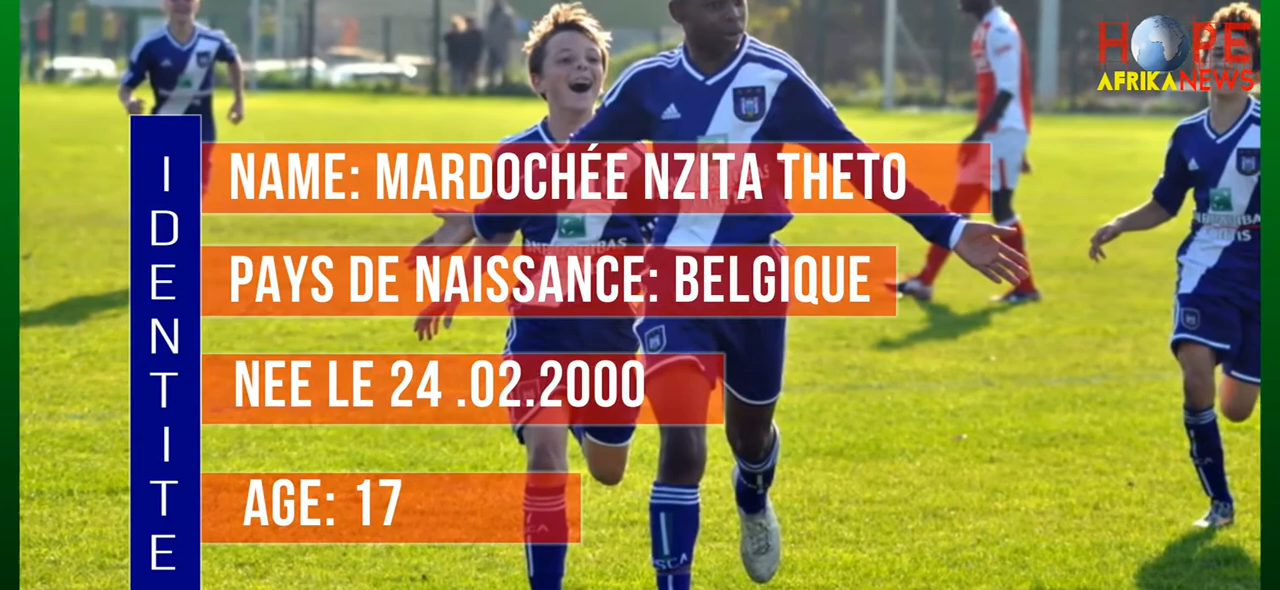 HOPE
AFRIKANEWS
IDENTITE
NAME: MARDOCHÉE NZITA THETO
PAYS DE NAISSANCE: BELGIQUE
NEE LE 24 .02.2000
AGE: 17